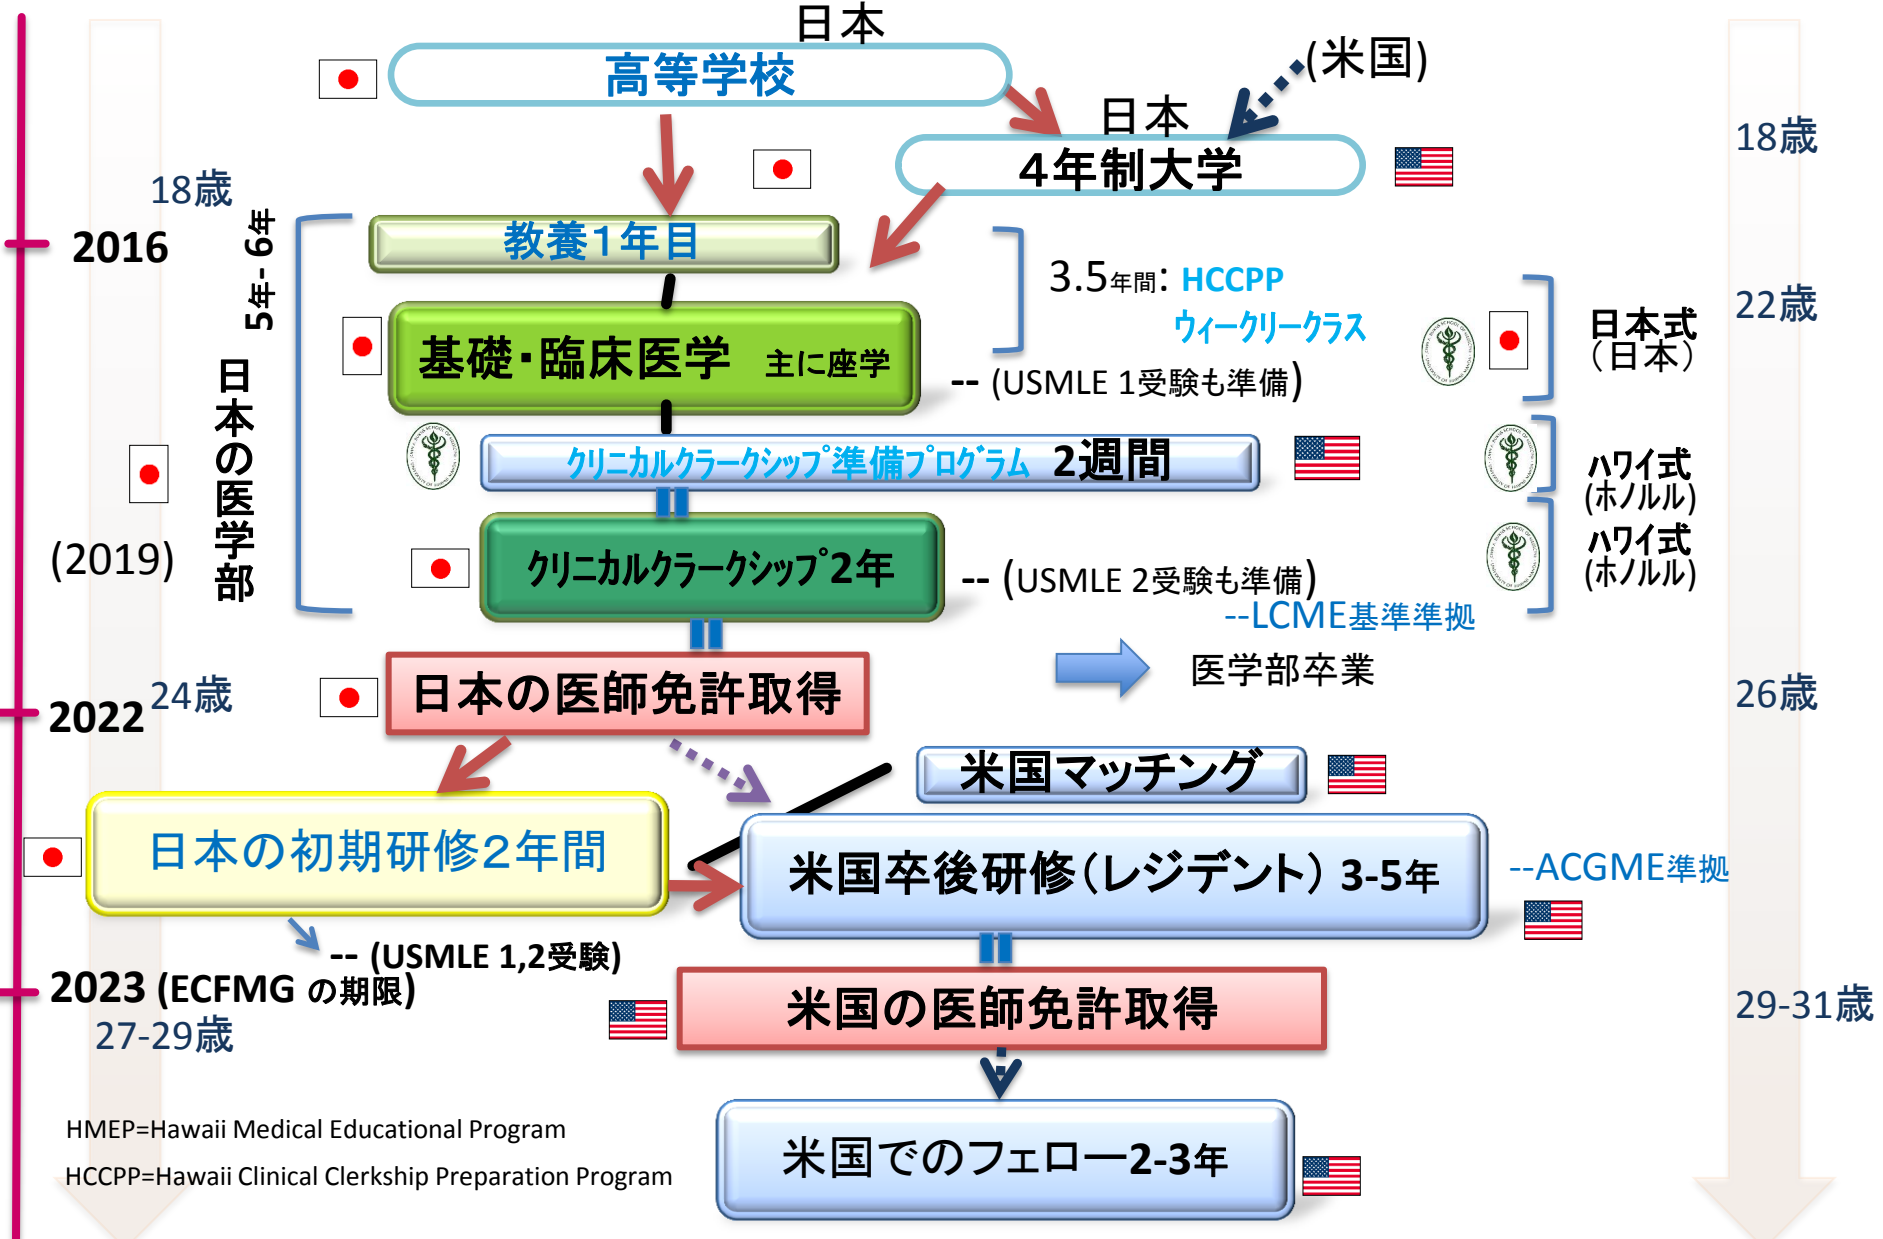 日本
高等学校
(米国)
日本
４年制大学
18歳
18歳
2016
5年- 6年
教養１年目
3.5年間: HCCPP
ウィークリークラス
22歳
日本式
（日本）
基礎・臨床医学 主に座学
-- (USMLE 1受験も準備)
日本の医学部
クリニカルクラークシップ準備プログラム 2週間
ハワイ式
(ホノルル)
(2019)
クリニカルクラークシップ2年
-- (USMLE 2受験も準備)
--LCME基準準拠
ハワイ式
(ホノルル)
医学部卒業
24歳
2022
日本の医師免許取得
26歳
米国マッチング
日本の初期研修２年間
米国卒後研修（レジデント） 3-5年
--ACGME準拠
-- (USMLE 1,2受験)
2023 (ECFMG の期限)
27-29歳
米国の医師免許取得
29-31歳
HMEP=Hawaii Medical Educational Program
HCCPP=Hawaii Clinical Clerkship Preparation Program
米国でのフェロー2-3年